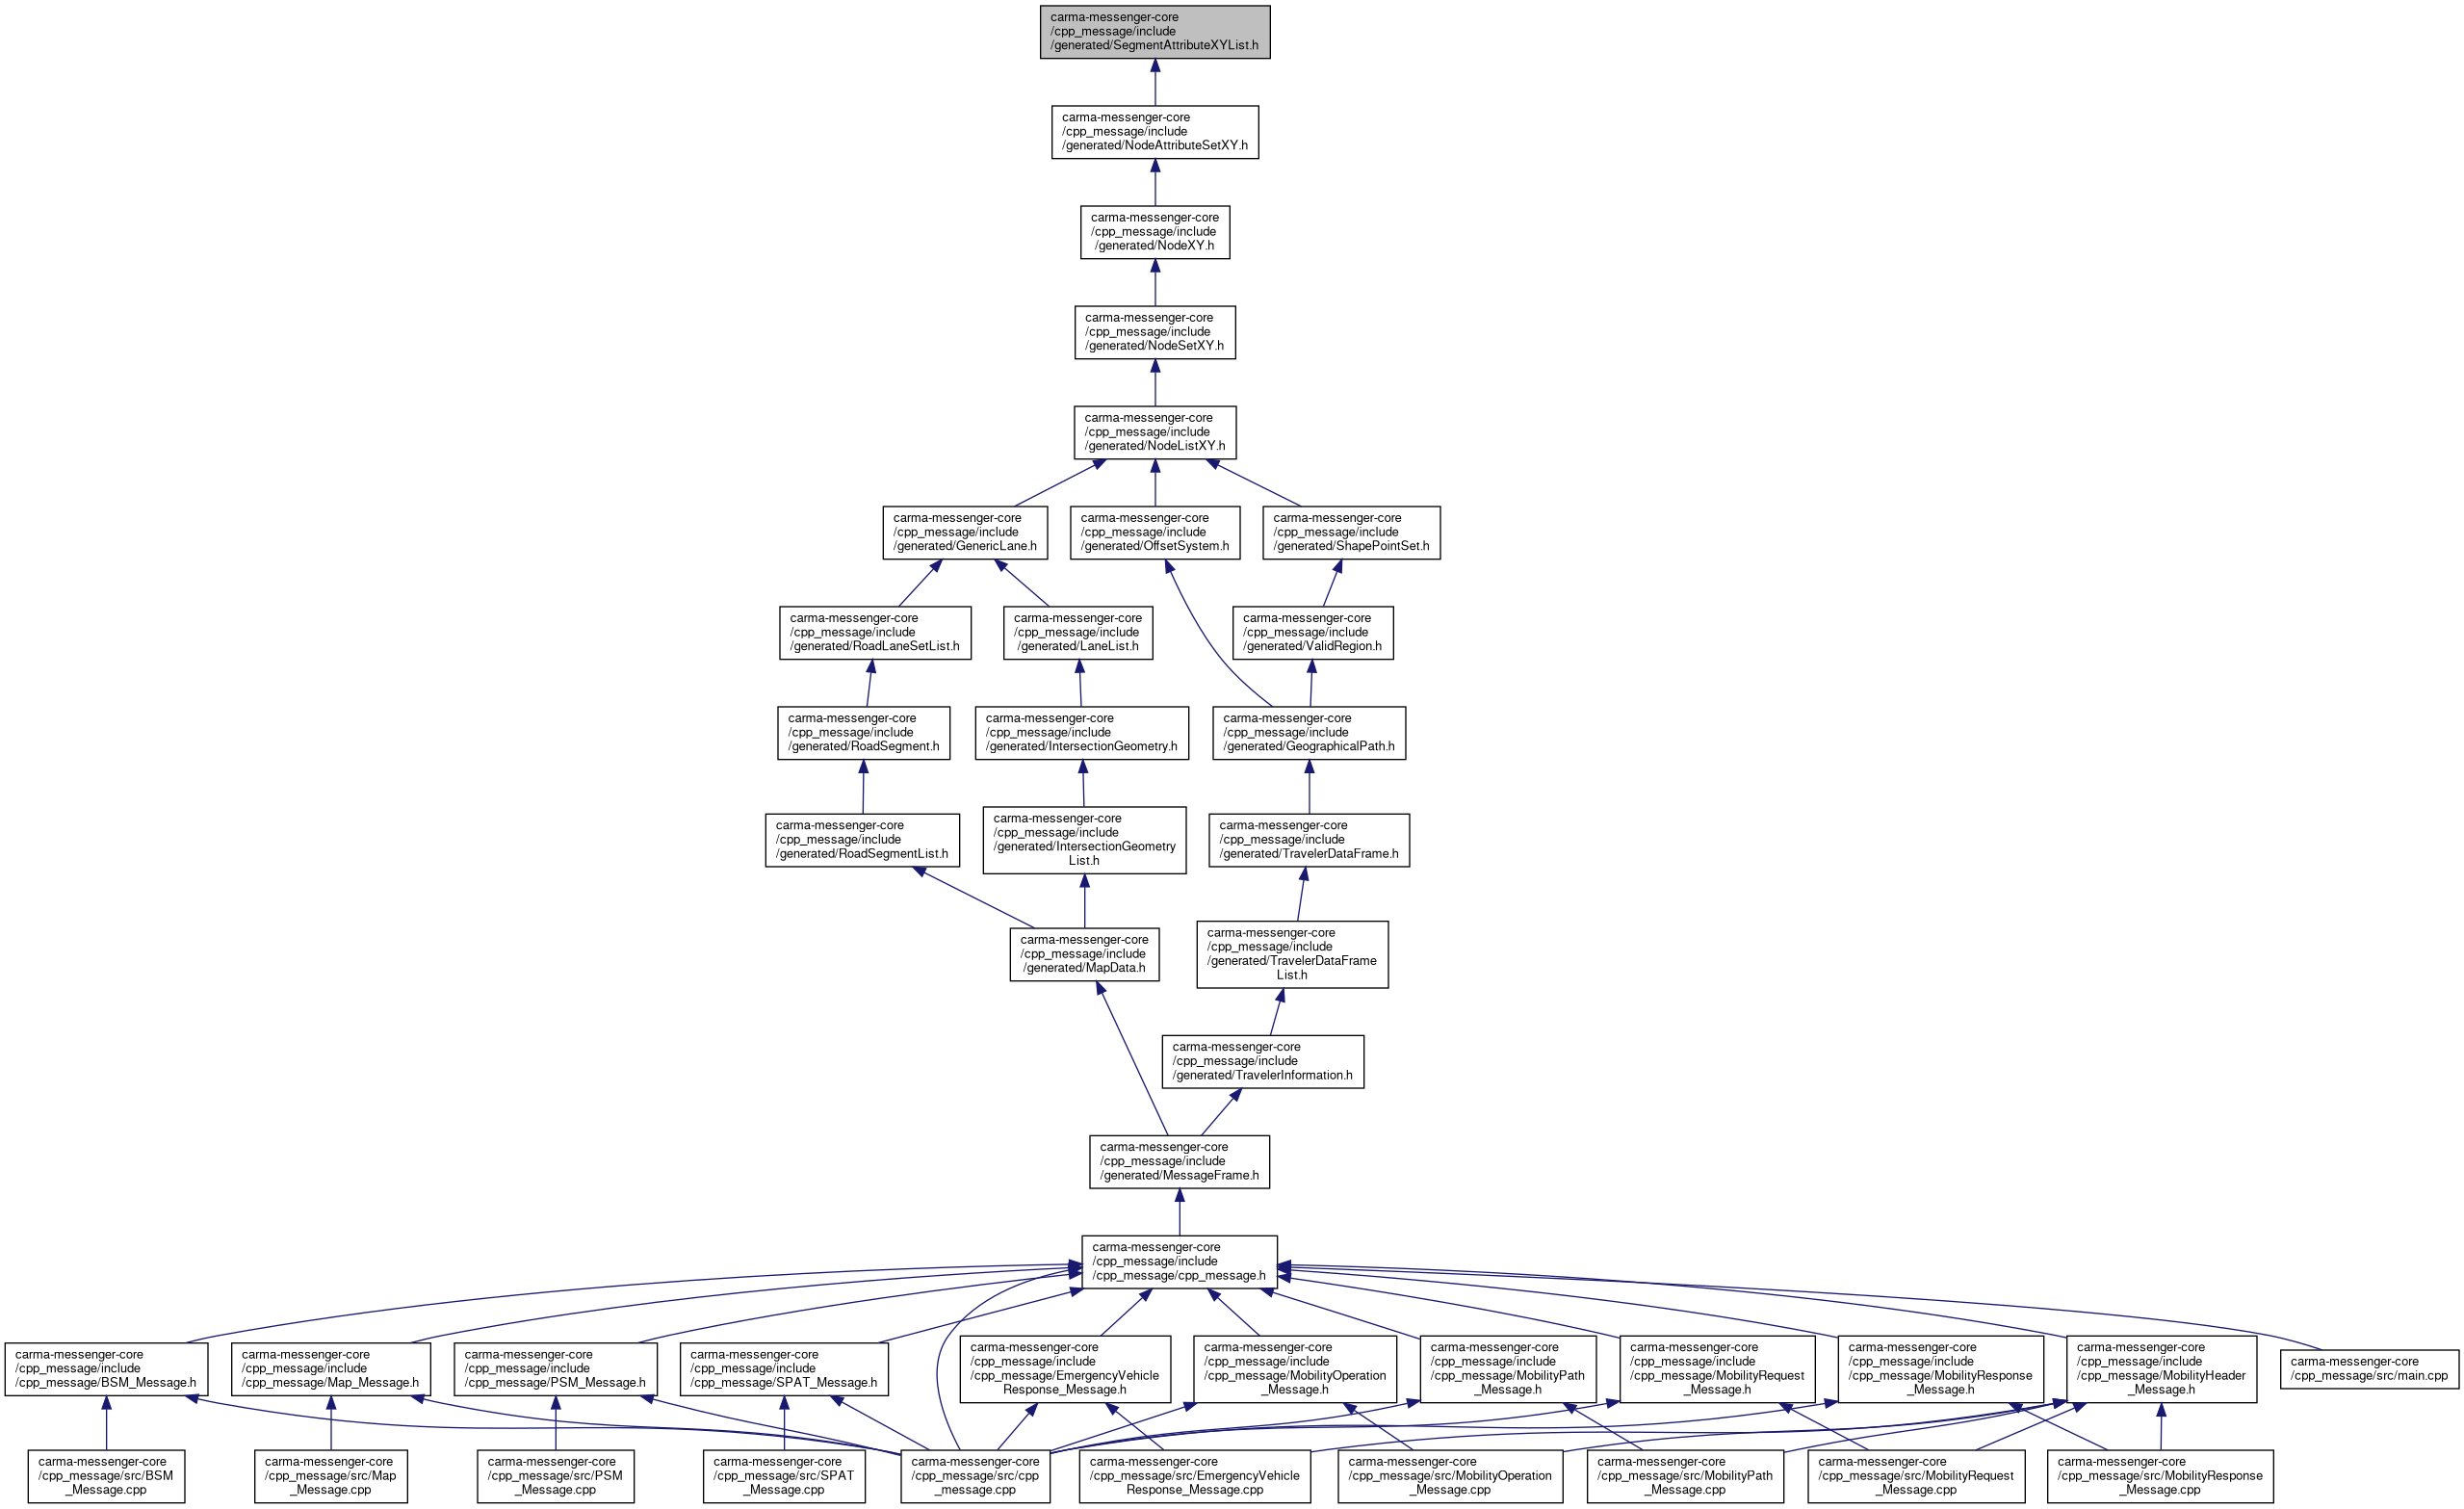 carma-messenger-core
/cpp_message/include
/generated/SegmentAttributeXYList.h
carma-messenger-core
/cpp_message/include
/generated/NodeAttributeSetXY.h
carma-messenger-core
/cpp_message/include
/generated/NodeXY.h
carma-messenger-core
/cpp_message/include
/generated/NodeSetXY.h
carma-messenger-core
/cpp_message/include
/generated/NodeListXY.h
carma-messenger-core
/cpp_message/include
/generated/GenericLane.h
carma-messenger-core
/cpp_message/include
/generated/OffsetSystem.h
carma-messenger-core
/cpp_message/include
/generated/ShapePointSet.h
carma-messenger-core
/cpp_message/include
/generated/RoadLaneSetList.h
carma-messenger-core
/cpp_message/include
/generated/LaneList.h
carma-messenger-core
/cpp_message/include
/generated/ValidRegion.h
carma-messenger-core
/cpp_message/include
/generated/RoadSegment.h
carma-messenger-core
/cpp_message/include
/generated/IntersectionGeometry.h
carma-messenger-core
/cpp_message/include
/generated/GeographicalPath.h
carma-messenger-core
/cpp_message/include
/generated/RoadSegmentList.h
carma-messenger-core
/cpp_message/include
/generated/IntersectionGeometry
List.h
carma-messenger-core
/cpp_message/include
/generated/TravelerDataFrame.h
carma-messenger-core
/cpp_message/include
/generated/MapData.h
carma-messenger-core
/cpp_message/include
/generated/TravelerDataFrame
List.h
carma-messenger-core
/cpp_message/include
/generated/TravelerInformation.h
carma-messenger-core
/cpp_message/include
/generated/MessageFrame.h
carma-messenger-core
/cpp_message/include
/cpp_message/cpp_message.h
carma-messenger-core
/cpp_message/include
/cpp_message/BSM_Message.h
carma-messenger-core
/cpp_message/include
/cpp_message/Map_Message.h
carma-messenger-core
/cpp_message/include
/cpp_message/PSM_Message.h
carma-messenger-core
/cpp_message/include
/cpp_message/SPAT_Message.h
carma-messenger-core
/cpp_message/include
/cpp_message/EmergencyVehicle
Response_Message.h
carma-messenger-core
/cpp_message/include
/cpp_message/MobilityOperation
_Message.h
carma-messenger-core
/cpp_message/include
/cpp_message/MobilityPath
_Message.h
carma-messenger-core
/cpp_message/include
/cpp_message/MobilityRequest
_Message.h
carma-messenger-core
/cpp_message/include
/cpp_message/MobilityResponse
_Message.h
carma-messenger-core
/cpp_message/include
/cpp_message/MobilityHeader
_Message.h
carma-messenger-core
/cpp_message/src/main.cpp
carma-messenger-core
/cpp_message/src/BSM
_Message.cpp
carma-messenger-core
/cpp_message/src/Map
_Message.cpp
carma-messenger-core
/cpp_message/src/PSM
_Message.cpp
carma-messenger-core
/cpp_message/src/SPAT
_Message.cpp
carma-messenger-core
/cpp_message/src/cpp
_message.cpp
carma-messenger-core
/cpp_message/src/EmergencyVehicle
Response_Message.cpp
carma-messenger-core
/cpp_message/src/MobilityOperation
_Message.cpp
carma-messenger-core
/cpp_message/src/MobilityPath
_Message.cpp
carma-messenger-core
/cpp_message/src/MobilityRequest
_Message.cpp
carma-messenger-core
/cpp_message/src/MobilityResponse
_Message.cpp